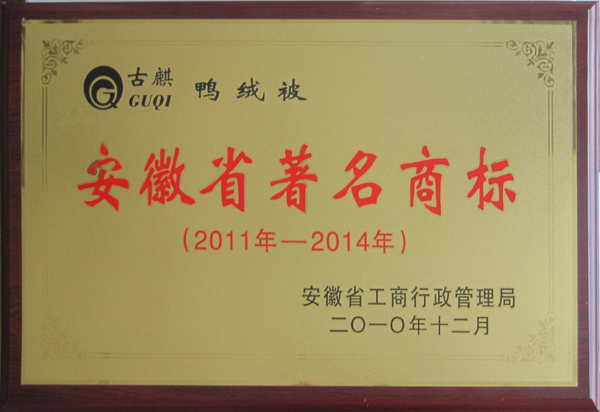 古麒 鸭绒被
GUQI
安徽省著名商标
(2011年—2014年)
安徽省工商行政管理局
二〇一〇年十二月